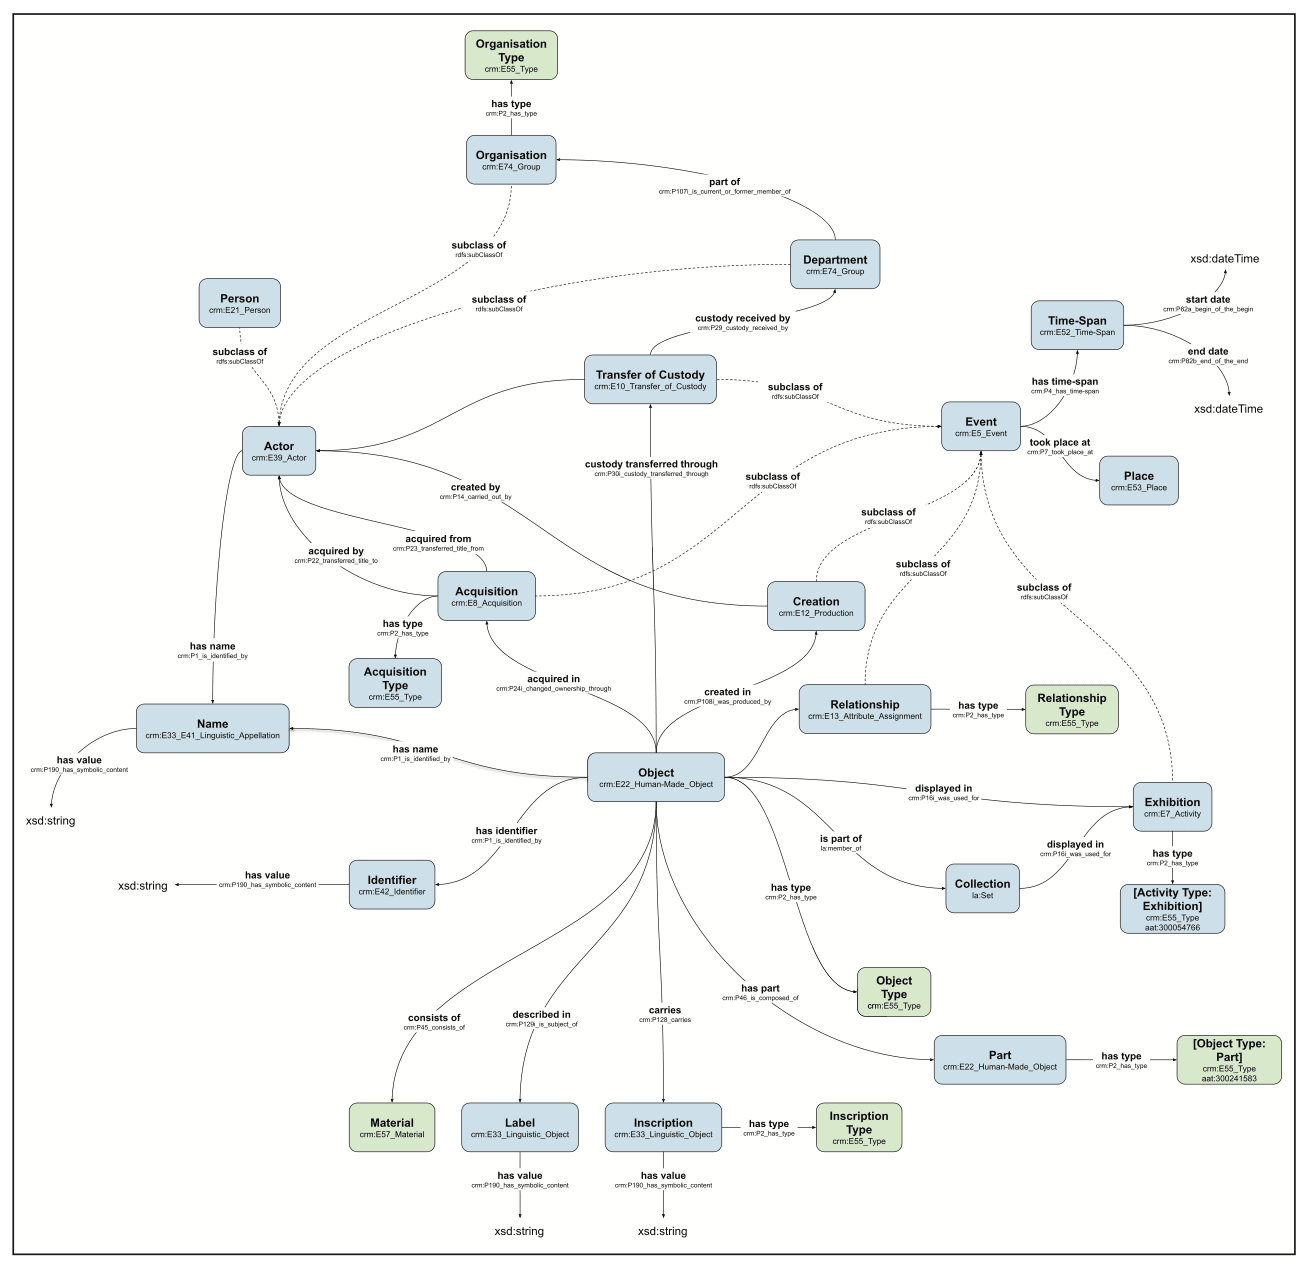 Organisation
Type
crm:E55_Type
has type
crm:P2_has_type
Organisation
crm:E74_Group
part of
crm:P107i_is_current_or_former_member_of
subclass of
rdfs:subClassOf
Department
crm:E74_Group
xsd:dateTime
Person
crm:E21_Person
subclass of
rdfs:subClassOf
start date
crm:P82a_begin_of_the_begin
custody received by
crm:P29_custody_received_by
Time-Span
crm:E52_Time-Span
subclass of
rdfs:subClassOf
end date
crm:P82b_end_of_the_end
Transfer of Custody
crm:E10_Transfer_of_Custody
subclass of
rdfs:subClassOf
has time-span
crm:P4_has_time-span
xsd:dateTime
Event
crm:E5_Event
Actor
crm:E39_Actor
took place at
crm:P7_took_place_at
custody transferred through
crm:P30i_custody_transferred_through
Place
crm:E53_Place
subclass of
rdfs:subClassOf
created by
crm:P14_carried_out_by
subclass of
rdfs:subClassOf
acquired from
crm:P23_transferred_title_from
acquired by
crm:P22_transferred_title_to
subclass of
rdfs:subClassOf
Acquisition
crm:E8_Acquisition
subclass of
rdfs:subClassOf
Creation
crm:E12_Production
has type
crm:P2_has_type
has name
crm:P1_is_identified_by
Acquisition
Type
crm:E55_Type
acquired in
crm:P24i_changed_ownership_through
created in
crm:P108i_was_produced_by
Relationship
crm:E13_Attribute_Assignment
has type
crm:P2_has_type
Relationship
Type
crm:E55_Type
Name
crm:E33_E41_Linguistic_Appellation
has name
crm:P1_is_identified_by
has value
crm:P190_has_symbolic_content
Object
crm:E22_Human-Made_Object
displayed in
crm:P16i_was_used_for
Exhibition
crm:E7_Activity
xsd:string
has identifier
crm:P1_is_identified_by
is part of
la:member_of
displayed in
crm:P16i_was_used_for
has type
crm:P2_has_type
xsd:string
has value
crm:P190_has_symbolic_content
Identifier
crm:E42_Identifier
has type
crm:P2_has_type
Collection
la:Set
[Activity Type:
Exhibition]
crm:E55_Type
aat:300054766
Object
Type
crm:E55_Type
has part
crm:P46_is_composed_of
consists of
crm:P45_consists_of
described in
crm:P129i_is_subject_of
carries
crm:P128_carries
Part
crm:E22_Human-Made_Object
has type
crm:P2_has_type
[Object Type:
Part]
crm:E55_Type
aat:300241583
Material
crm:E57_Material
Label
crm:E33_Linguistic_Object
Inscription
crm:E33_Linguistic_Object
has type
crm:P2_has_type
Inscription
Type
crm:E55_Type
has value
crm:P190_has_symbolic_content
has value
crm:P190_has_symbolic_content
xsd:string
xsd:string